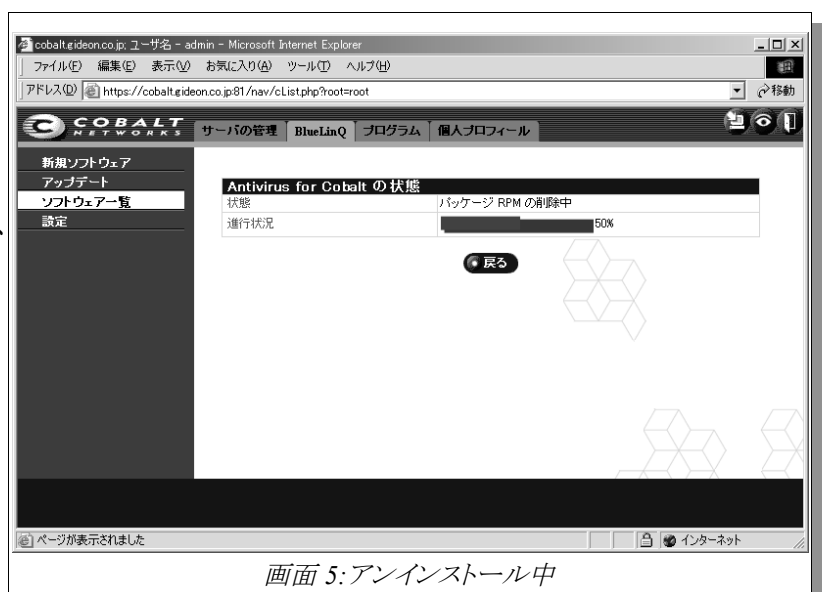 cobalt.gideon.co.jp; ユーザ名 - admin - Microsoft Internet Explorer
ファイル(F) 編集(E) 表示(V) お気に入り(A) ツール(T) ヘルプ(H)
アドレス(D) https://cobalt.gideon.co.jp:81/nav/cList.php?root=root 移動
COBALT
NETWORKS
サーバの管理 BlueLinQ プログラム 個人プロフィール
新規ソフトウェア
アップデート
ソフトウェア一覧
設定
Antivirus for Cobalt の状態
状態 パッケージ RPM の削除中
進行状況 50%
戻る
ページが表示されました インターネット
画面 5:アンインストール中